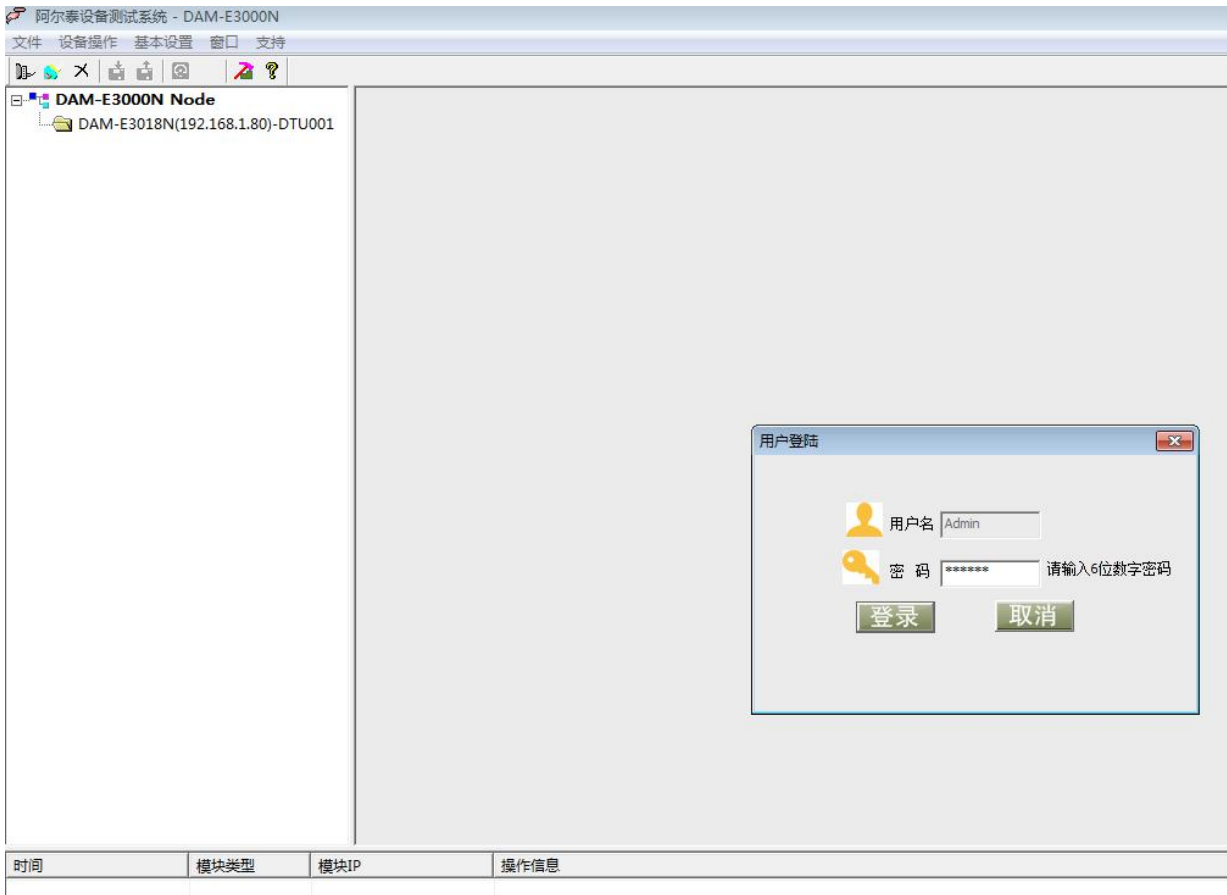 阿尔泰设备测试系统 - DAM-E3000N
文件 设备操作 基本设置 窗口 支持
DAM-E3000N Node
DAM-E3018N(192.168.1.80)-DTU001
用户登陆
用户名 Admin
密 码 ****** 请输入6位数字密码
登录 取消
时间 模块类型 模块IP 操作信息